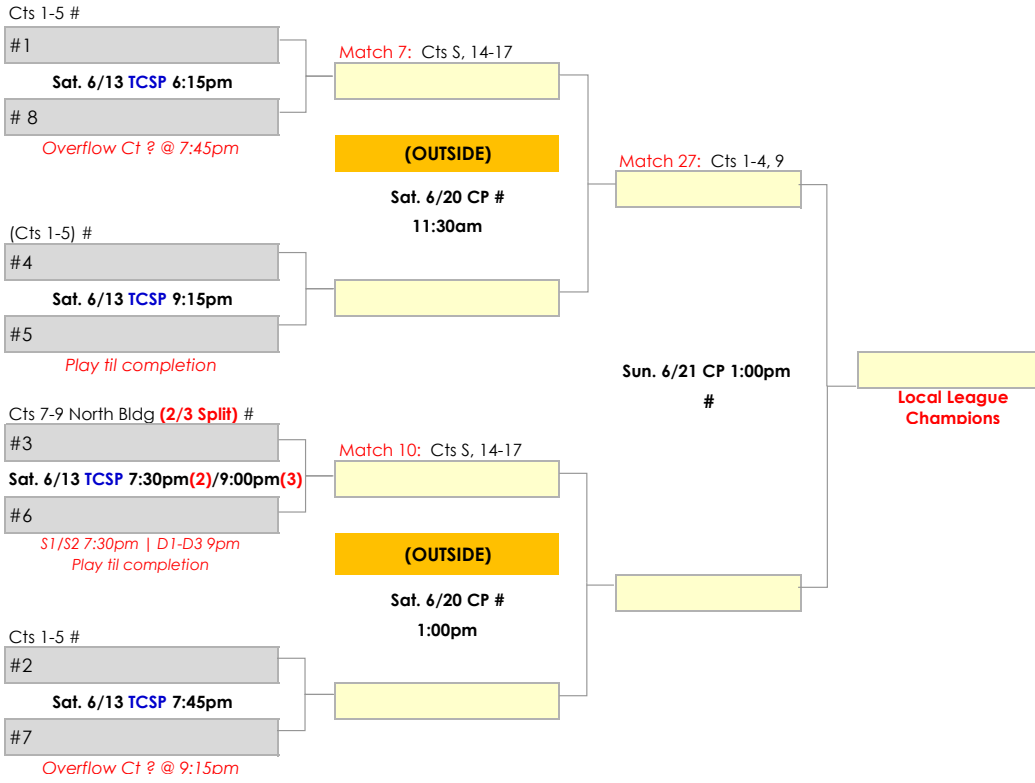 Cts 1-5 #
#1
Sat. 6/13 TCSP 6:15pm
# 8
Overflow Ct ? @ 7:45pm
(Cts 1-5) #
#4
Sat. 6/13 TCSP 9:15pm
#5
Play til completion
Cts 7-9 North Bldg (2/3 Split) #
#3
Sat. 6/13 TCSP 7:30pm(2)/9:00pm(3)
#6
S1/S2 7:30pm | D1-D3 9pm
Play til completion
Cts 1-5 #
#2
Sat. 6/13 TCSP 7:45pm
#7
Overflow Ct ? @ 9:15pm
Match 7: Cts S, 14-17
(OUTSIDE)
Sat. 6/20 CP #
11:30am
Match 10: Cts S, 14-17
(OUTSIDE)
Sat. 6/20 CP #
1:00pm
Match 27: Cts 1-4, 9
Sun. 6/21 CP 1:00pm
#
Local League
Champions